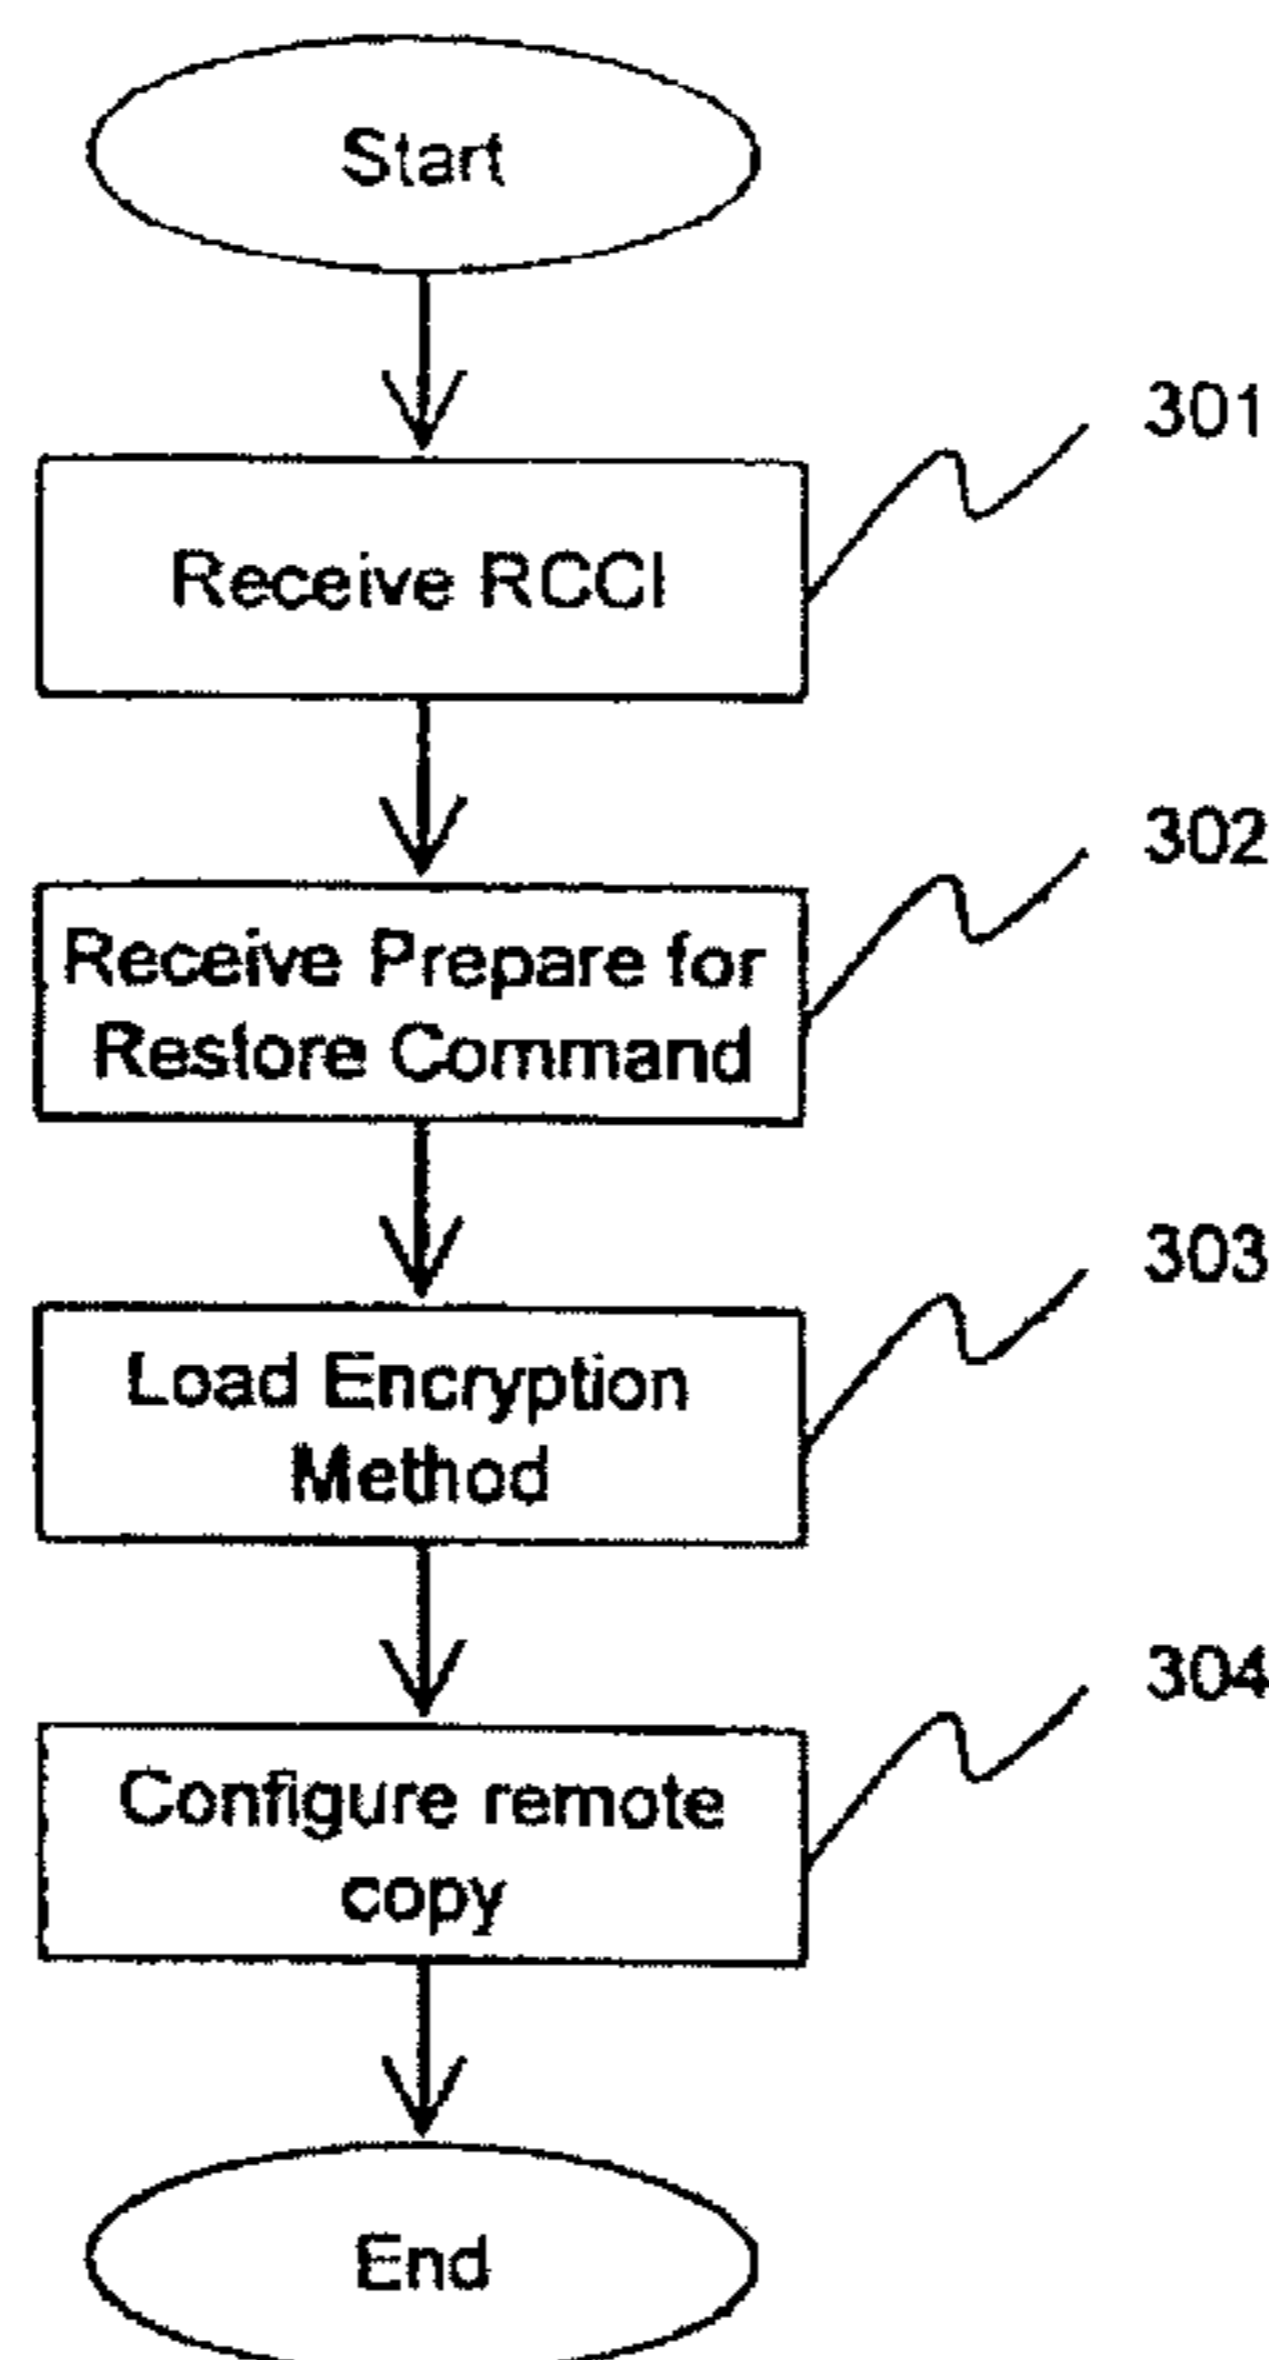 Start
301
Receive RCCI
302
Receive Prepare for
Restore Command
303
Load Encryption
Method
304
Configure remote
copy
End